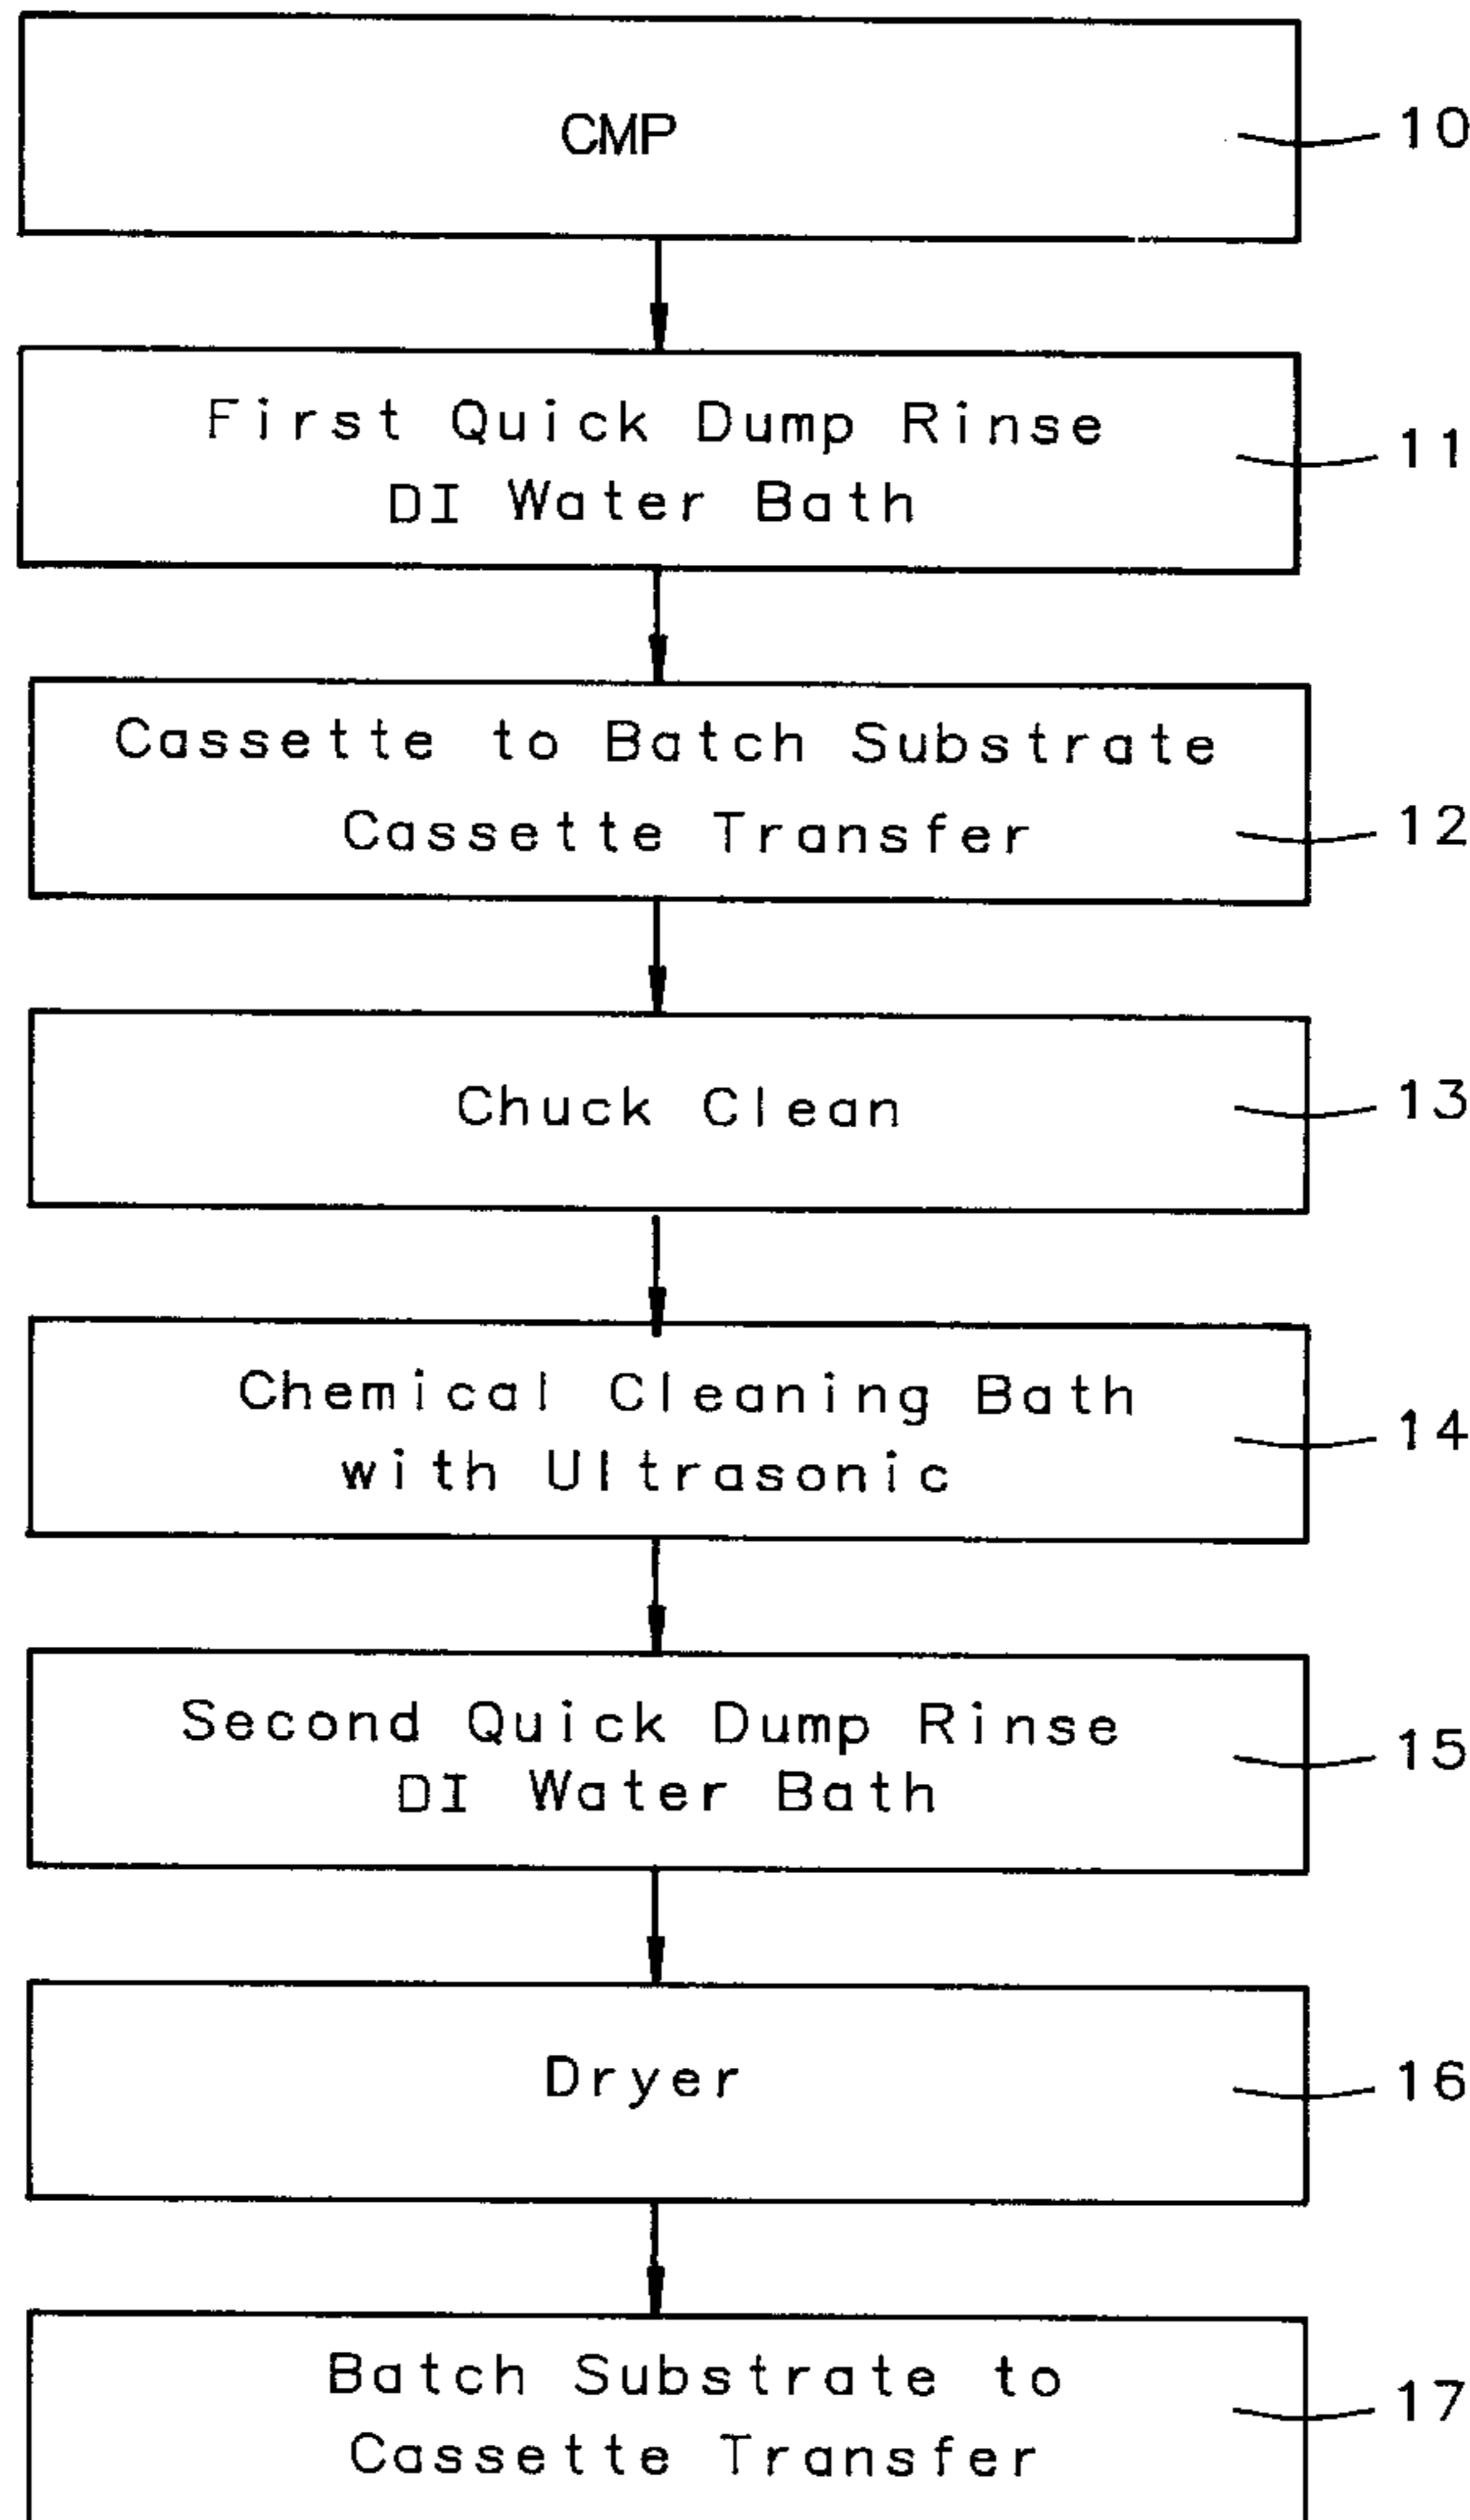 CMP
10
First Quick Dump Rinse
DI Water Bath
11
Cassette to Batch Substrate
Cassette Transfer
12
Chuck Clean
13
Chemical Cleaning Bath
with Ultrasonic
14
Second Quick Dump Rinse
DI Water Bath
15
Dryer
16
Batch Substrate to
Cassette Transfer
17